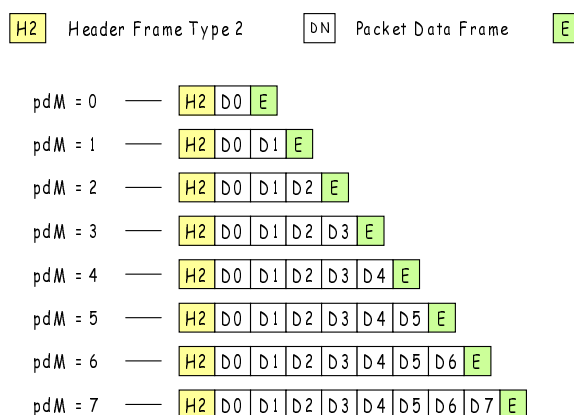 H2 Header Frame Type 2 DN Packet Data Frame E
pdM = 0 H2 D0 E
pdM = 1 H2 D0 D1 E
pdM = 2 H2 D0 D1 D2 E
pdM = 3 H2 D0 D1 D2 D3 E
pdM = 4 H2 D0 D1 D2 D3 D4 E
pdM = 5 H2 D0 D1 D2 D3 D4 D5 E
pdM = 6 H2 D0 D1 D2 D3 D4 D5 D6 E
pdM = 7 H2 D0 D1 D2 D3 D4 D5 D6 D7 E